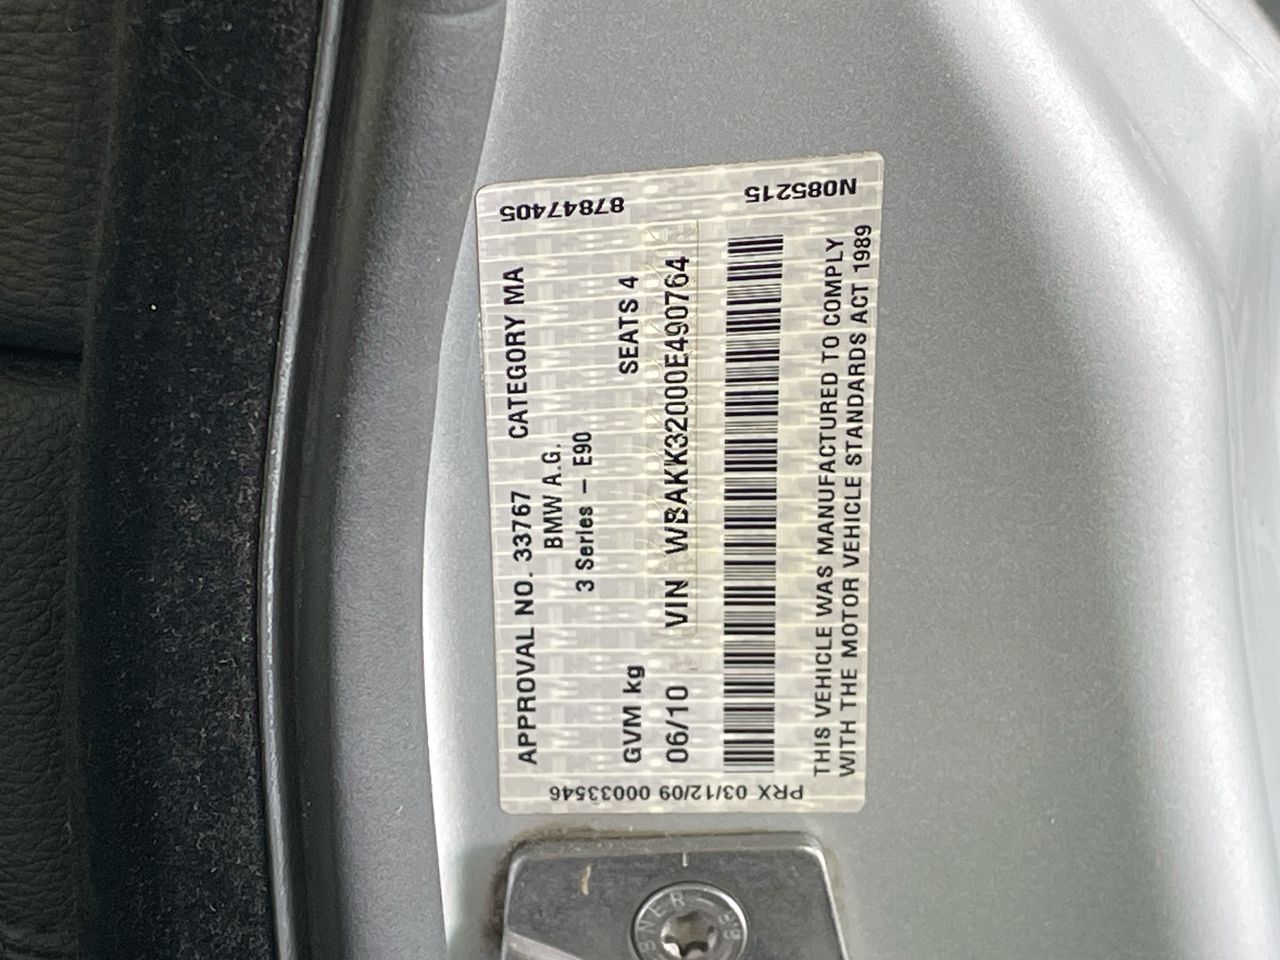 APPROVAL NO. 33767 CATEGORY MA
BMW A.G.
3 Series – E90
GVM kg SEATS 4
06/10 VIN WBAKK32000E490764
THIS VEHICLE WAS MANUFACTURED TO COMPLY
WITH THE MOTOR VEHICLE STANDARDS ACT 1989
87847405
N085215
PRX 03/12/09 00033546